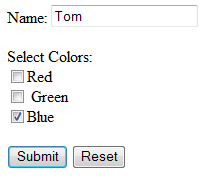 Name: Tom
Select Colors:
Red
Green
Blue
Submit Reset